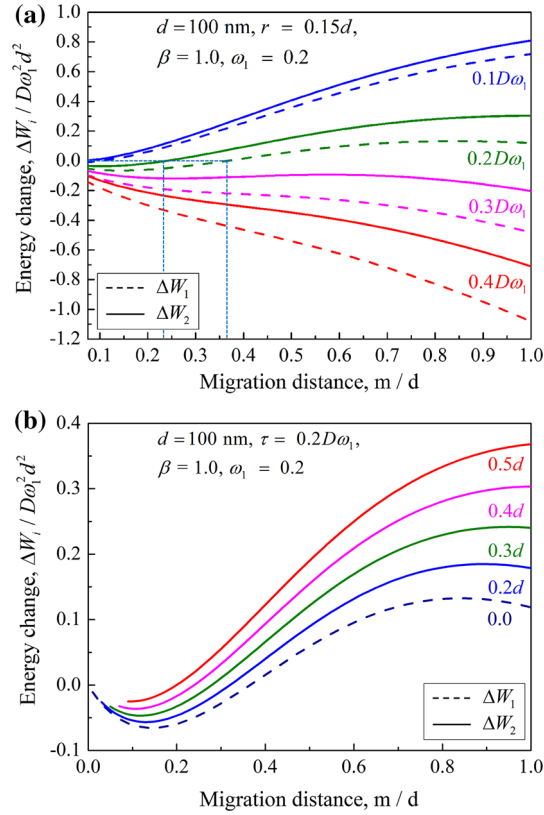 (a)
d = 100 nm, r = 0.15d,
β = 1.0, ω₁ = 0.2
1.0
0.8
0.6
0.4
0.2
0.0
-0.2
-0.4
-0.6
-0.8
-1.0
-1.2
Energy change, ΔWᵢ / Dω₁²d²
0.1Dω₁
0.2Dω₁
0.3Dω₁
0.4Dω₁
ΔW₁
ΔW₂
0.1 0.2 0.3 0.4 0.5 0.6 0.7 0.8 0.9 1.0
Migration distance, m / d
(b)
d = 100 nm, τ = 0.2Dω₁,
β = 1.0, ω₁ = 0.2
0.4
0.3
0.2
0.1
0.0
-0.1
Energy change, ΔWᵢ / Dω₁²d²
0.5d
0.4d
0.3d
0.2d
0.0
ΔW₁
ΔW₂
0.0 0.2 0.4 0.6 0.8 1.0
Migration distance, m / d